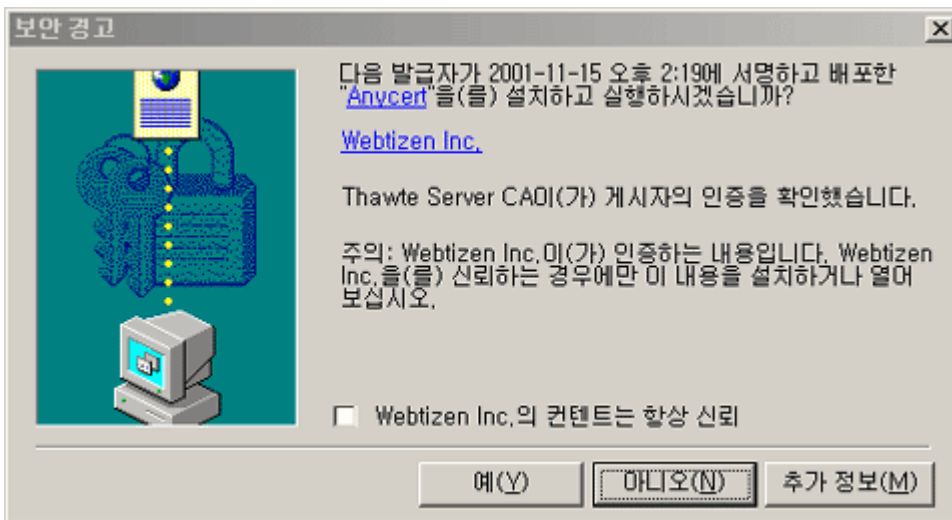 보안 경고
다음 발급자가 2001-11-15 오후 2:19에 서명하고 배포한
"Anycert"을(를) 설치하고 실행하시겠습니까?
Webtizen Inc.
Thawte Server CA이(가) 게시자의 인증을 확인했습니다.
주의: Webtizen Inc.이(가) 인증하는 내용입니다. Webtizen
Inc.을(를) 신뢰하는 경우에만 이 내용을 설치하거나 열어
보십시오.
Webtizen Inc.의 컨텐트는 항상 신뢰
예(Y) 아니오(N) 추가 정보(M)